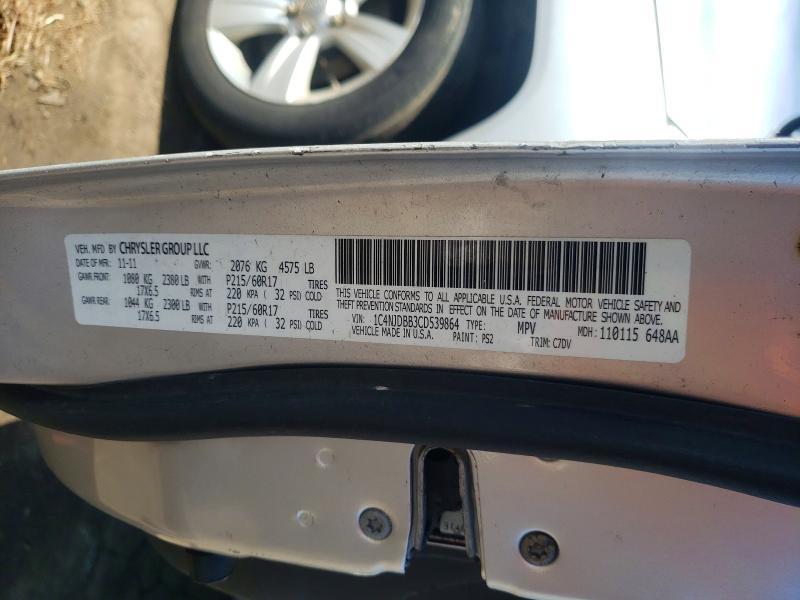 VEH. MFD BY CHRYSLER GROUP LLC
DATE OF MFR: 11-11 GVWR: 2076 KG 4575 LB
GAWR FRONT: 1080 KG 2380 LB P215/60R17 TIRES
17X6.5 RIMS AT 220 KPA ( 32 PSI) COLD
GAWR REAR: 1044 KG 2300 LB P215/60R17 TIRES
17X6.5 RIMS AT 220 KPA ( 32 PSI) COLD
THIS VEHICLE CONFORMS TO ALL APPLICABLE U.S.A. FEDERAL MOTOR VEHICLE SAFETY AND
THEFT PREVENTION STANDARDS IN EFFECT ON THE DATE OF MANUFACTURE SHOWN ABOVE.
VIN: 1C4NJDBB3CD539864 TYPE: MPV MDH: 110115 648AA
VEHICLE MADE IN U.S.A. PAINT: PS2 TRIM: C7DV